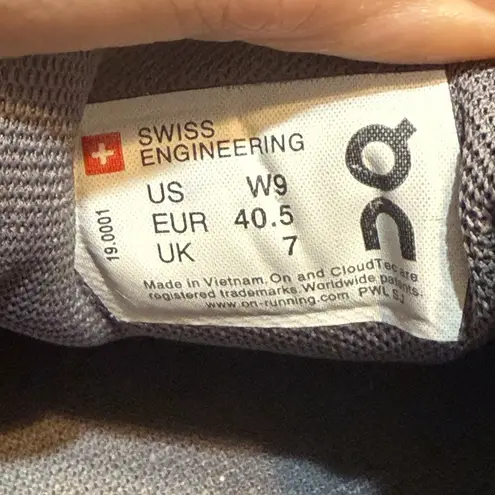 SWISS
ENGINEERING
US W9
EUR 40.5
UK 7
19.0001
Made in Vietnam. On and CloudTec are
registered trademarks. Worldwide patents.
www.on-running.com PWL SJ